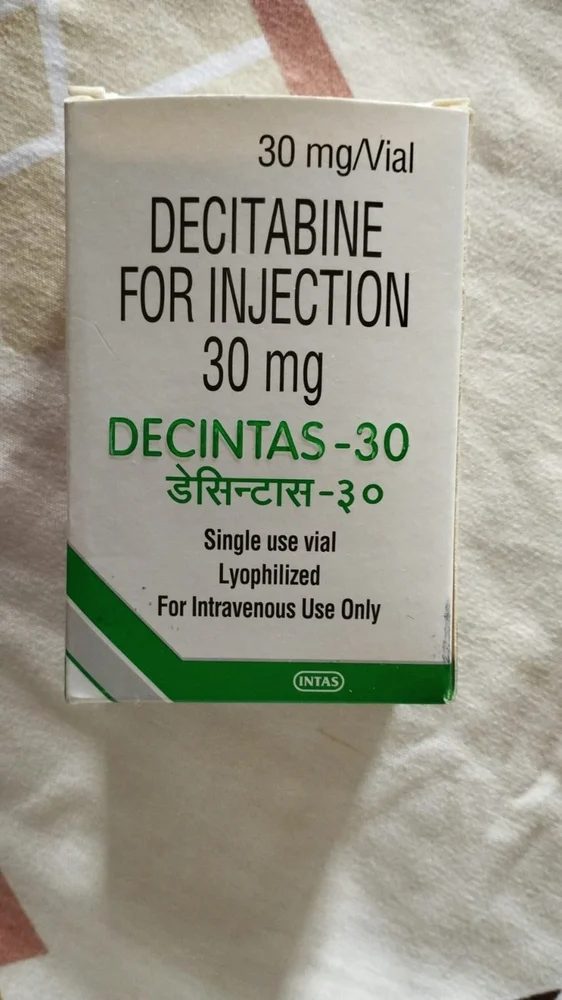 30 mg/Vial
DECITABINE
FOR INJECTION
30 mg
DECINTAS-30
डेसिन्टास-३०
Single use vial
Lyophilized
For Intravenous Use Only
INTAS